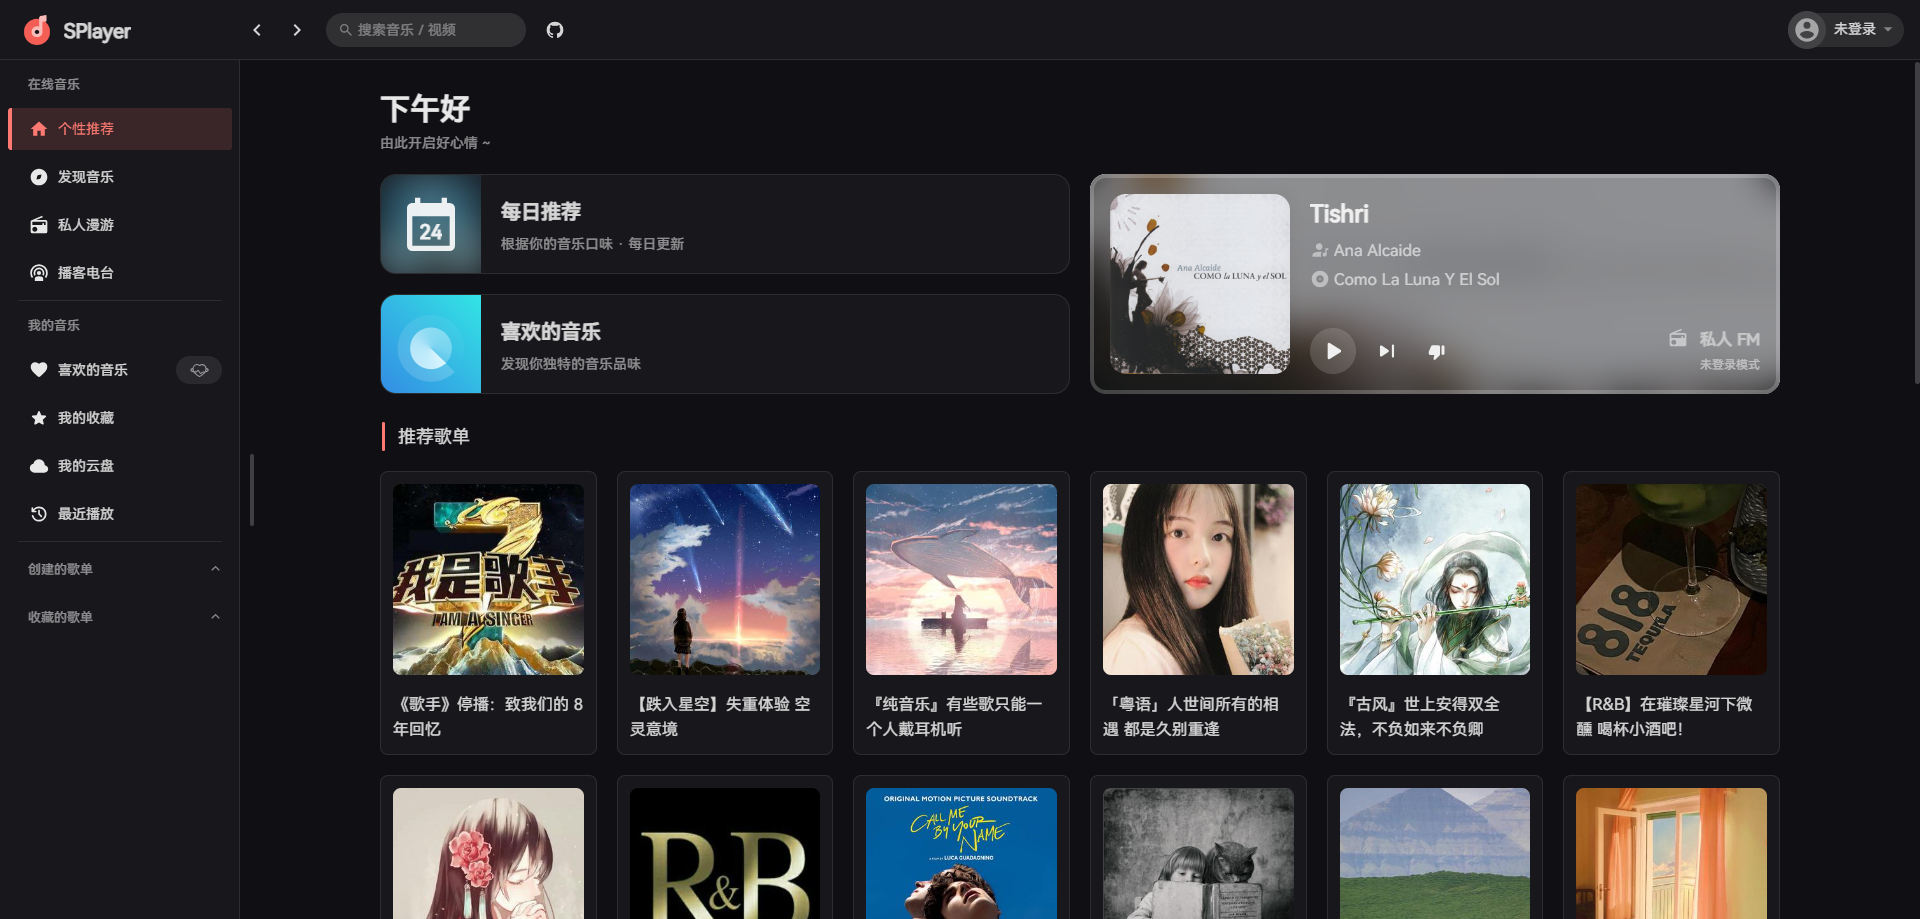 SPlayer
搜索音乐 / 视频
未登录
在线音乐
个性推荐
发现音乐
私人漫游
播客电台
我的音乐
喜欢的音乐
我的收藏
我的云盘
最近播放
创建的歌单
收藏的歌单
下午好
由此开启好心情 ~
24
每日推荐
根据你的音乐口味 · 每日更新
喜欢的音乐
发现你独特的音乐品味
Ana Alcaide
COMO la LUNA y el SOL
Tishri
Ana Alcaide
Como La Luna Y El Sol
私人 FM
未登录模式
推荐歌单
我是歌手
I AM A SINGER
818
TEQUILA
《歌手》停播：致我们的 8
年回忆
【跌入星空】失重体验 空
灵意境
『纯音乐』有些歌只能一
个人戴耳机听
「粤语」人世间所有的相
遇 都是久别重逢
『古风』世上安得双全
法，不负如来不负卿
【R&B】在璀璨星河下微
醺 喝杯小酒吧！
R&B
ORIGINAL MOTION PICTURE SOUNDTRACK
CALL ME
BY YOUR
NAME
A FILM BY LUCA GUADAGNINO